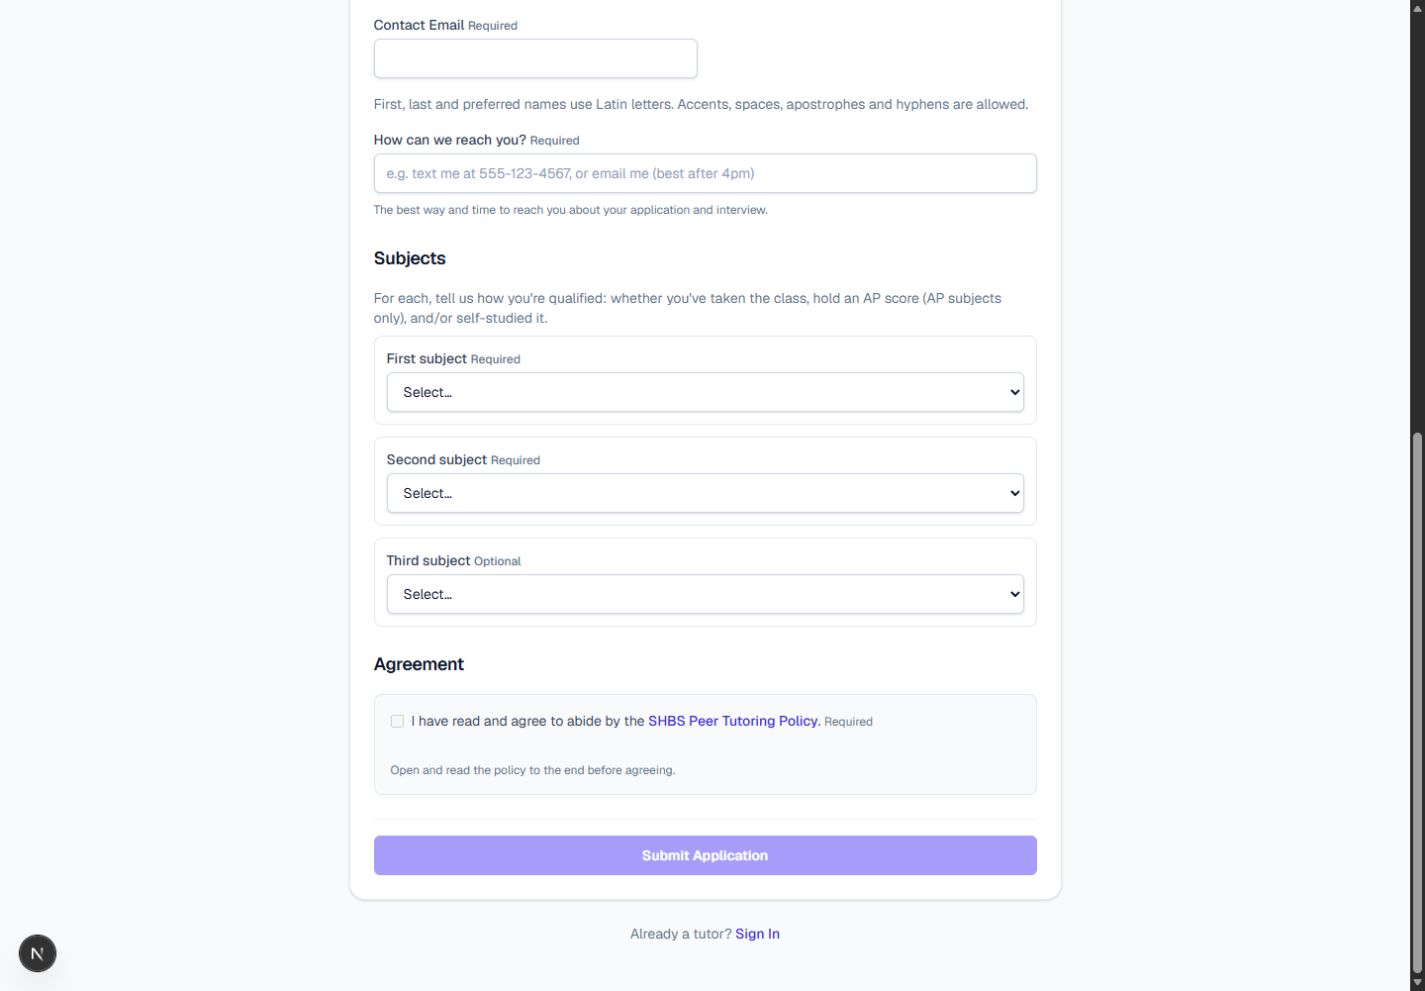 Contact Email Required
First, last and preferred names use Latin letters. Accents, spaces, apostrophes and hyphens are allowed.
How can we reach you? Required
e.g. text me at 555-123-4567, or email me (best after 4pm)
The best way and time to reach you about your application and interview.
Subjects
For each, tell us how you're qualified: whether you've taken the class, hold an AP score (AP subjects
only), and/or self-studied it.
First subject Required
Select…
Second subject Required
Select…
Third subject Optional
Select…
Agreement
I have read and agree to abide by the SHBS Peer Tutoring Policy. Required
Open and read the policy to the end before agreeing.
Submit Application
Already a tutor? Sign In
N